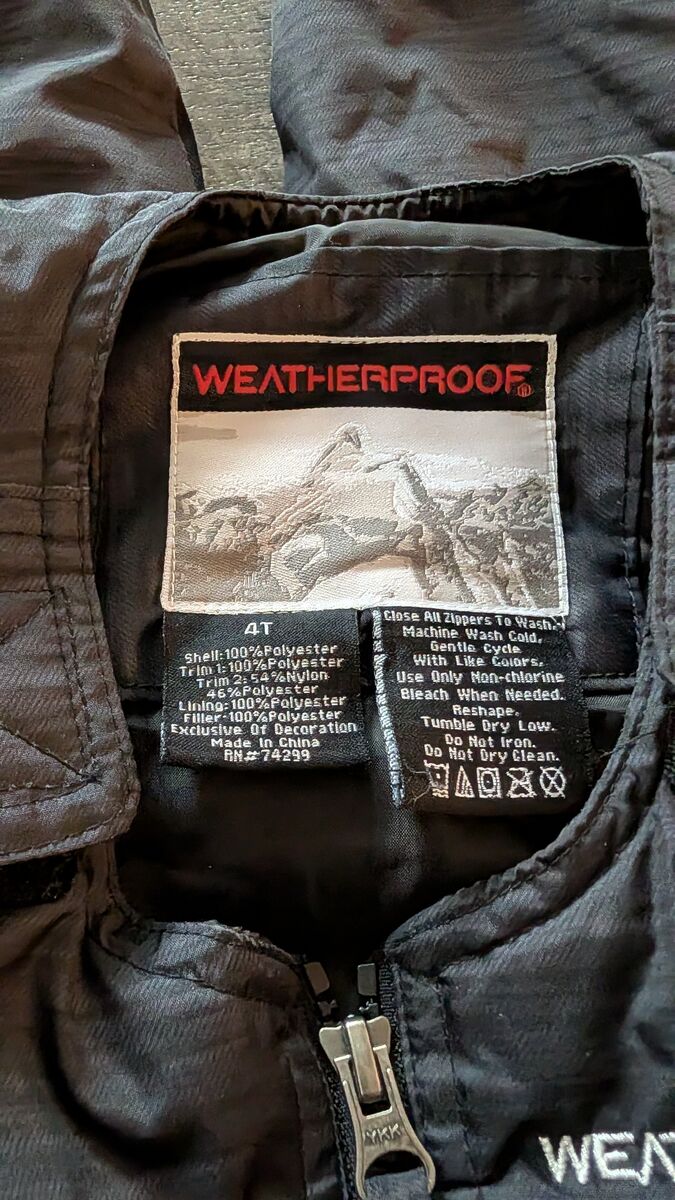 WEATHERPROOF
4T
Shell:100%Polyester
Trim 1:100%Polyester
Trim 2:54%Nylon
46%Polyester
Lining:100%Polyester
Filler:100%Polyester
Exclusive Of Decoration
Made In China
RN#74299
Close All Zippers To Wash.
Machine Wash Cold,
Gentle Cycle
With Like Colors.
Use Only Non-chlorine
Bleach When Needed.
Reshape.
Tumble Dry Low.
Do Not Iron.
Do Not Dry Clean.
YKK
WEAT